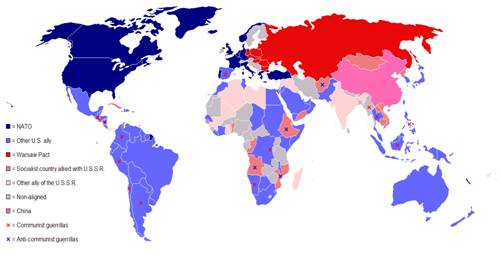 = NATO
= Other U.S. ally
= Warsaw Pact
= Socialist country allied with U.S.S.R.
= Other ally of the U.S.S.R.
= Non-aligned
= China
= Communist guerrillas
= Anti-communist guerrillas